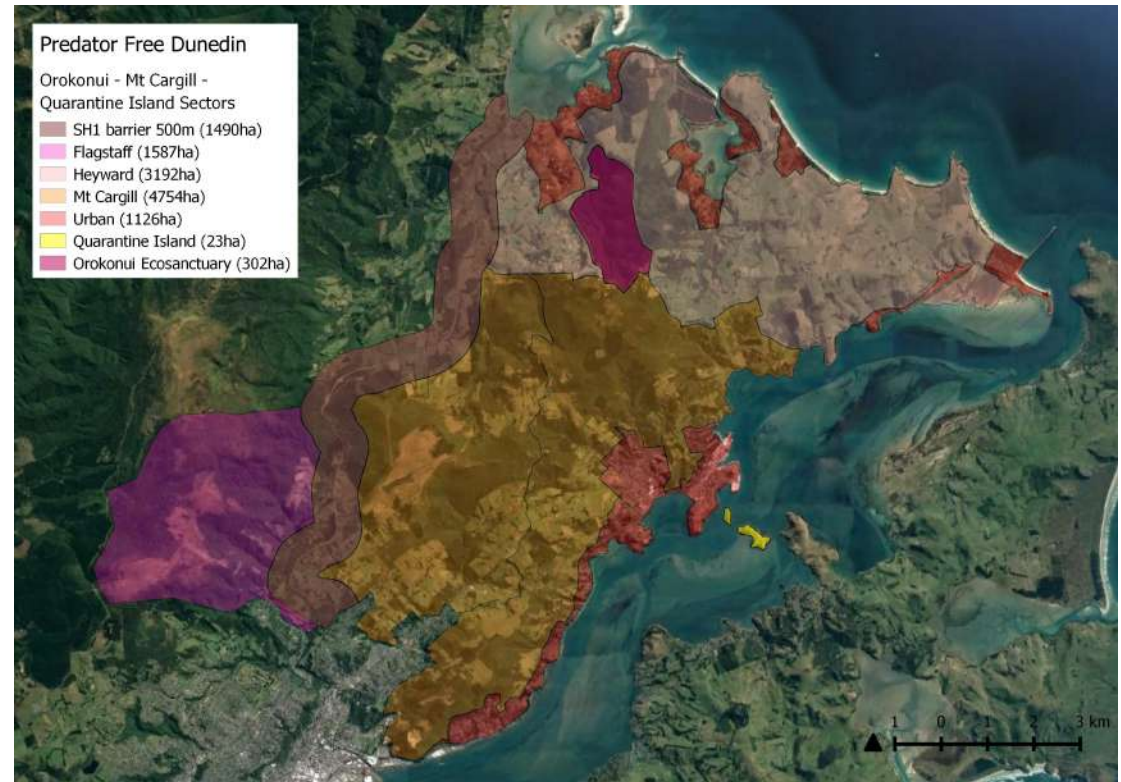 Predator Free Dunedin
Orokonui - Mt Cargill -
Quarantine Island Sectors
SH1 barrier 500m (1490ha)
Flagstaff (1587ha)
Heyward (3192ha)
Mt Cargill (4754ha)
Urban (1126ha)
Quarantine Island (23ha)
Orokonui Ecosanctuary (302ha)
1 0 1 2 3 km